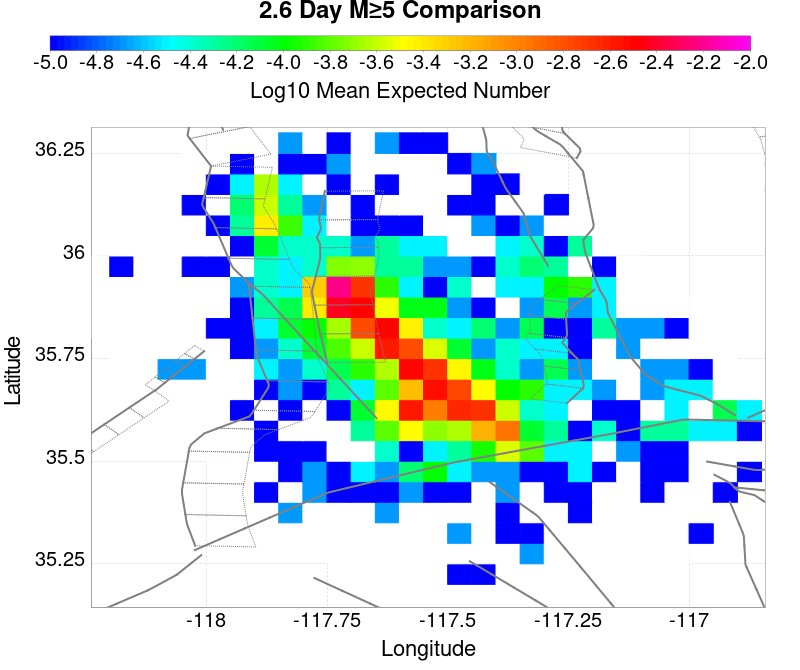 2.6 Day M≥5 Comparison
-5.0 -4.8 -4.6 -4.4 -4.2 -4.0 -3.8 -3.6 -3.4 -3.2 -3.0 -2.8 -2.6 -2.4 -2.2 -2.0
Log10 Mean Expected Number
36.25
36
35.75
35.5
35.25
Latitude
-118 -117.75 -117.5 -117.25 -117
Longitude